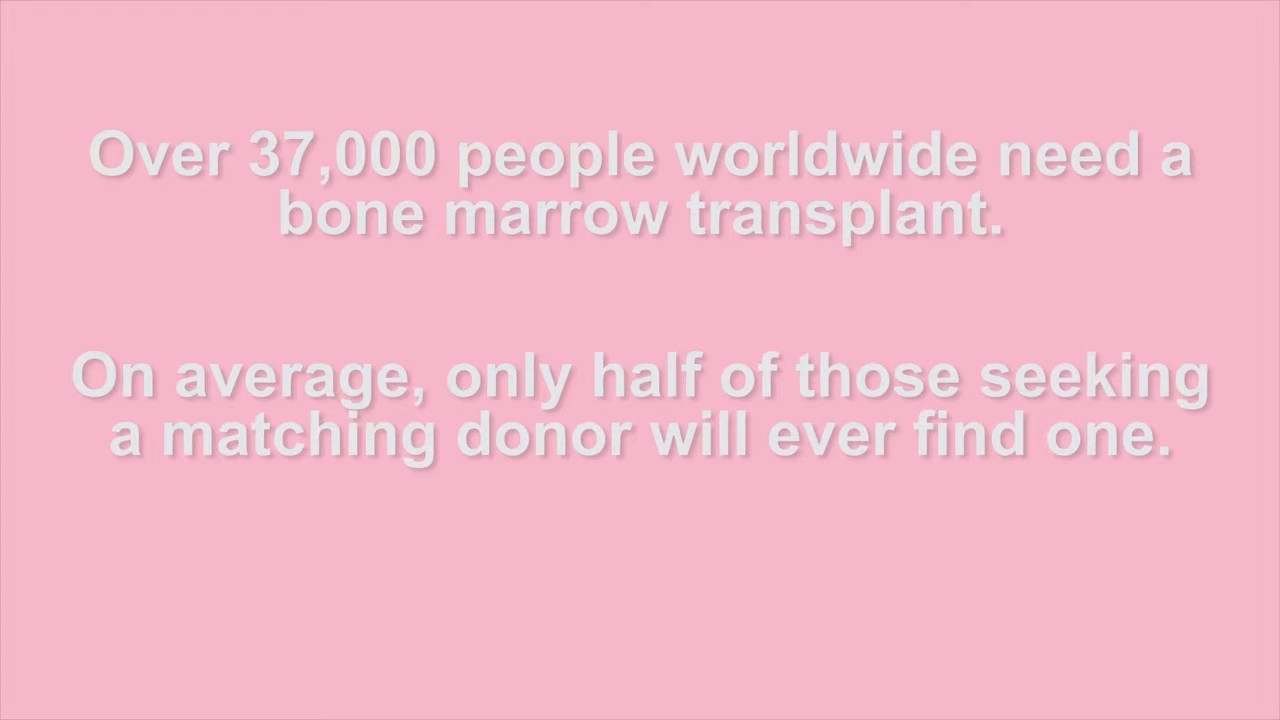 Over 37,000 people worldwide need a
bone marrow transplant.
On average, only half of those seeking
a matching donor will ever find one.